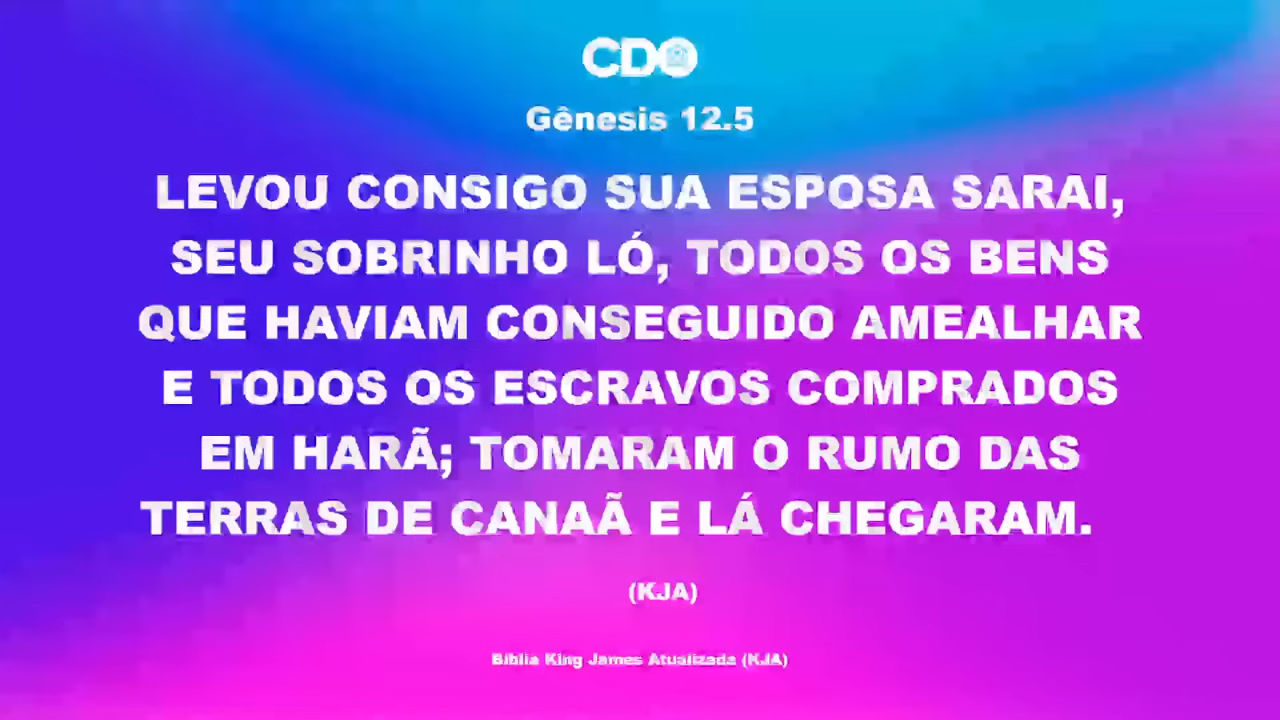 CDO
Gênesis 12.5
LEVOU CONSIGO SUA ESPOSA SARAI,
SEU SOBRINHO LÓ, TODOS OS BENS
QUE HAVIAM CONSEGUIDO AMEALHAR
E TODOS OS ESCRAVOS COMPRADOS
EM HARÃ; TOMARAM O RUMO DAS
TERRAS DE CANAÃ E LÁ CHEGARAM.
(KJA)
Bíblia King James Atualizada (KJA)